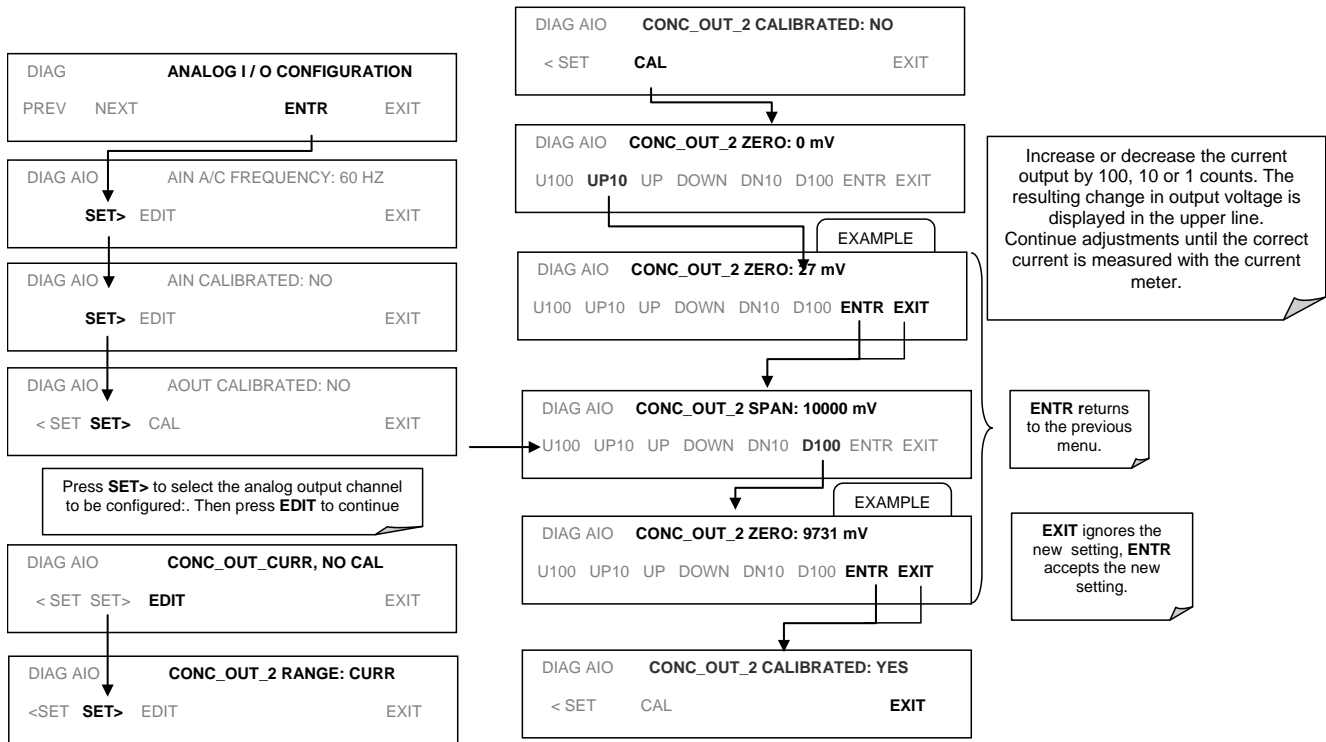 DIAG ANALOG I / O CONFIGURATION
PREV NEXT ENTR EXIT
DIAG AIO AIN A/C FREQUENCY: 60 HZ
SET> EDIT EXIT
DIAG AIO AIN CALIBRATED: NO
SET> EDIT EXIT
DIAG AIO AOUT CALIBRATED: NO
< SET SET> CAL EXIT
Press SET> to select the analog output channel
to be configured:. Then press EDIT to continue
DIAG AIO CONC_OUT_CURR, NO CAL
< SET SET> EDIT EXIT
DIAG AIO CONC_OUT_2 RANGE: CURR
<SET SET> EDIT EXIT
DIAG AIO CONC_OUT_2 CALIBRATED: NO
< SET CAL EXIT
DIAG AIO CONC_OUT_2 ZERO: 0 mV
U100 UP10 UP DOWN DN10 D100 ENTR EXIT
EXAMPLE
DIAG AIO CONC_OUT_2 ZERO: 27 mV
U100 UP10 UP DOWN DN10 D100 ENTR EXIT
DIAG AIO CONC_OUT_2 SPAN: 10000 mV
U100 UP10 UP DOWN DN10 D100 ENTR EXIT
EXAMPLE
DIAG AIO CONC_OUT_2 ZERO: 9731 mV
U100 UP10 UP DOWN DN10 D100 ENTR EXIT
DIAG AIO CONC_OUT_2 CALIBRATED: YES
< SET CAL EXIT
Increase or decrease the current
output by 100, 10 or 1 counts. The
resulting change in output voltage is
displayed in the upper line.
Continue adjustments until the correct
current is measured with the current
meter.
ENTR returns
to the previous
menu.
EXIT ignores the
new setting, ENTR
accepts the new
setting.